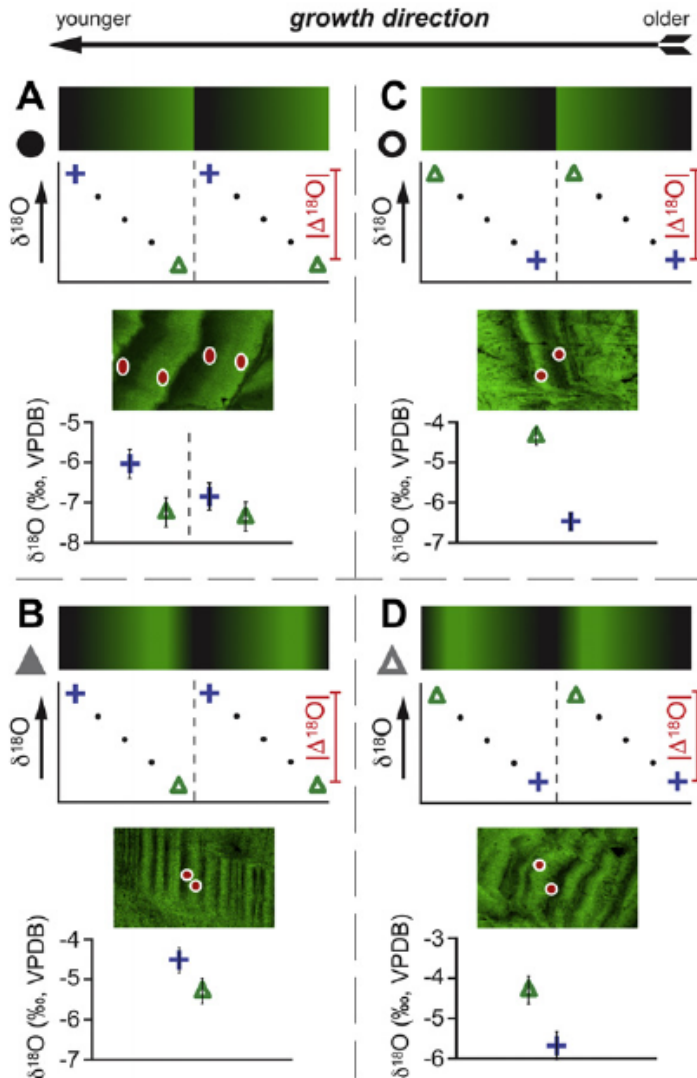 younger growth direction older
A
δ18O
|Δ18O|
-5
-6
-7
-8
δ18O (‰, VPDB)
C
δ18O
|Δ18O|
-4
-5
-6
-7
δ18O (‰, VPDB)
B
δ18O
|Δ18O|
-4
-5
-6
-7
δ18O (‰, VPDB)
D
δ18O
|Δ18O|
-3
-4
-5
-6
δ18O (‰, VPDB)